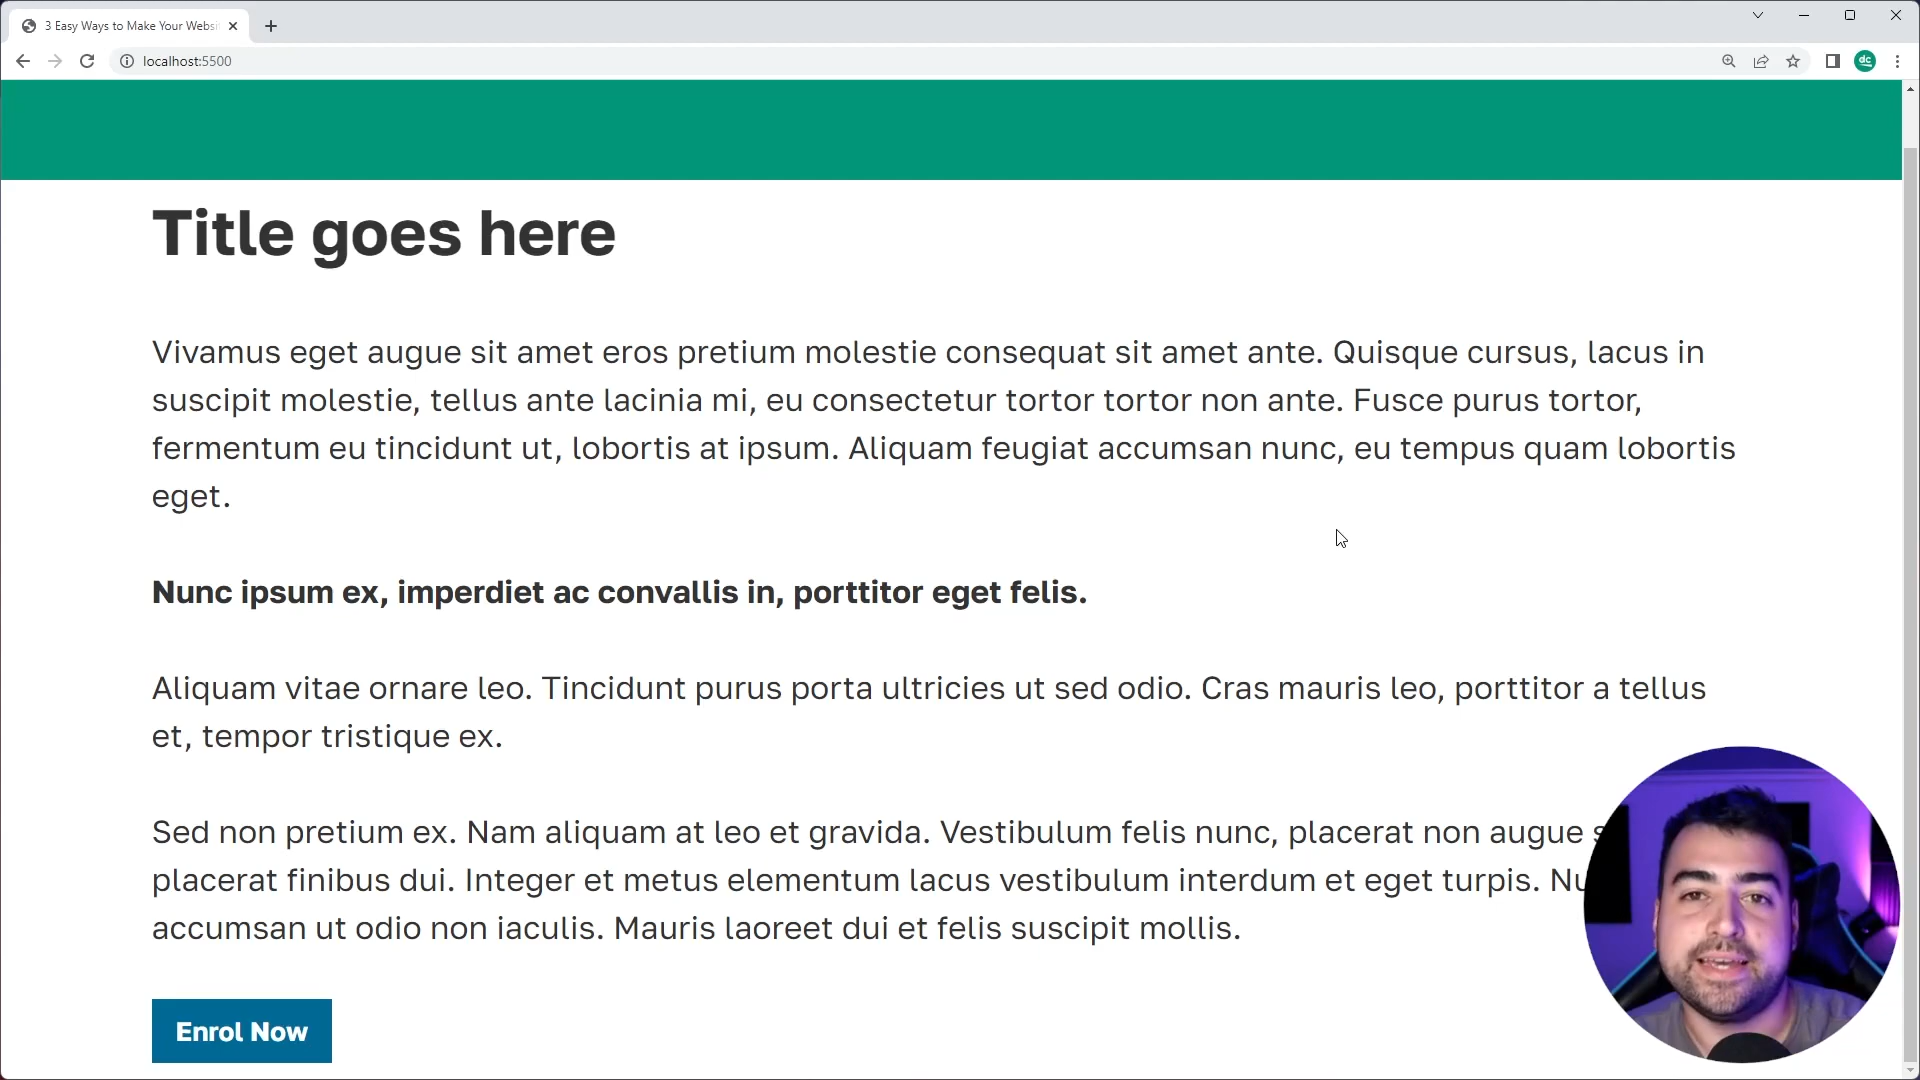 3 Easy Ways to Make Your Websi
localhost:5500
dc
Title goes here
Vivamus eget augue sit amet eros pretium molestie consequat sit amet ante. Quisque cursus, lacus in
suscipit molestie, tellus ante lacinia mi, eu consectetur tortor tortor non ante. Fusce purus tortor,
fermentum eu tincidunt ut, lobortis at ipsum. Aliquam feugiat accumsan nunc, eu tempus quam lobortis
eget.
Nunc ipsum ex, imperdiet ac convallis in, porttitor eget felis.
Aliquam vitae ornare leo. Tincidunt purus porta ultricies ut sed odio. Cras mauris leo, porttitor a tellus
et, tempor tristique ex.
Sed non pretium ex. Nam aliquam at leo et gravida. Vestibulum felis nunc, placerat non augue
placerat finibus dui. Integer et metus elementum lacus vestibulum interdum et eget turpis.
accumsan ut odio non iaculis. Mauris laoreet dui et felis suscipit mollis.
Enrol Now